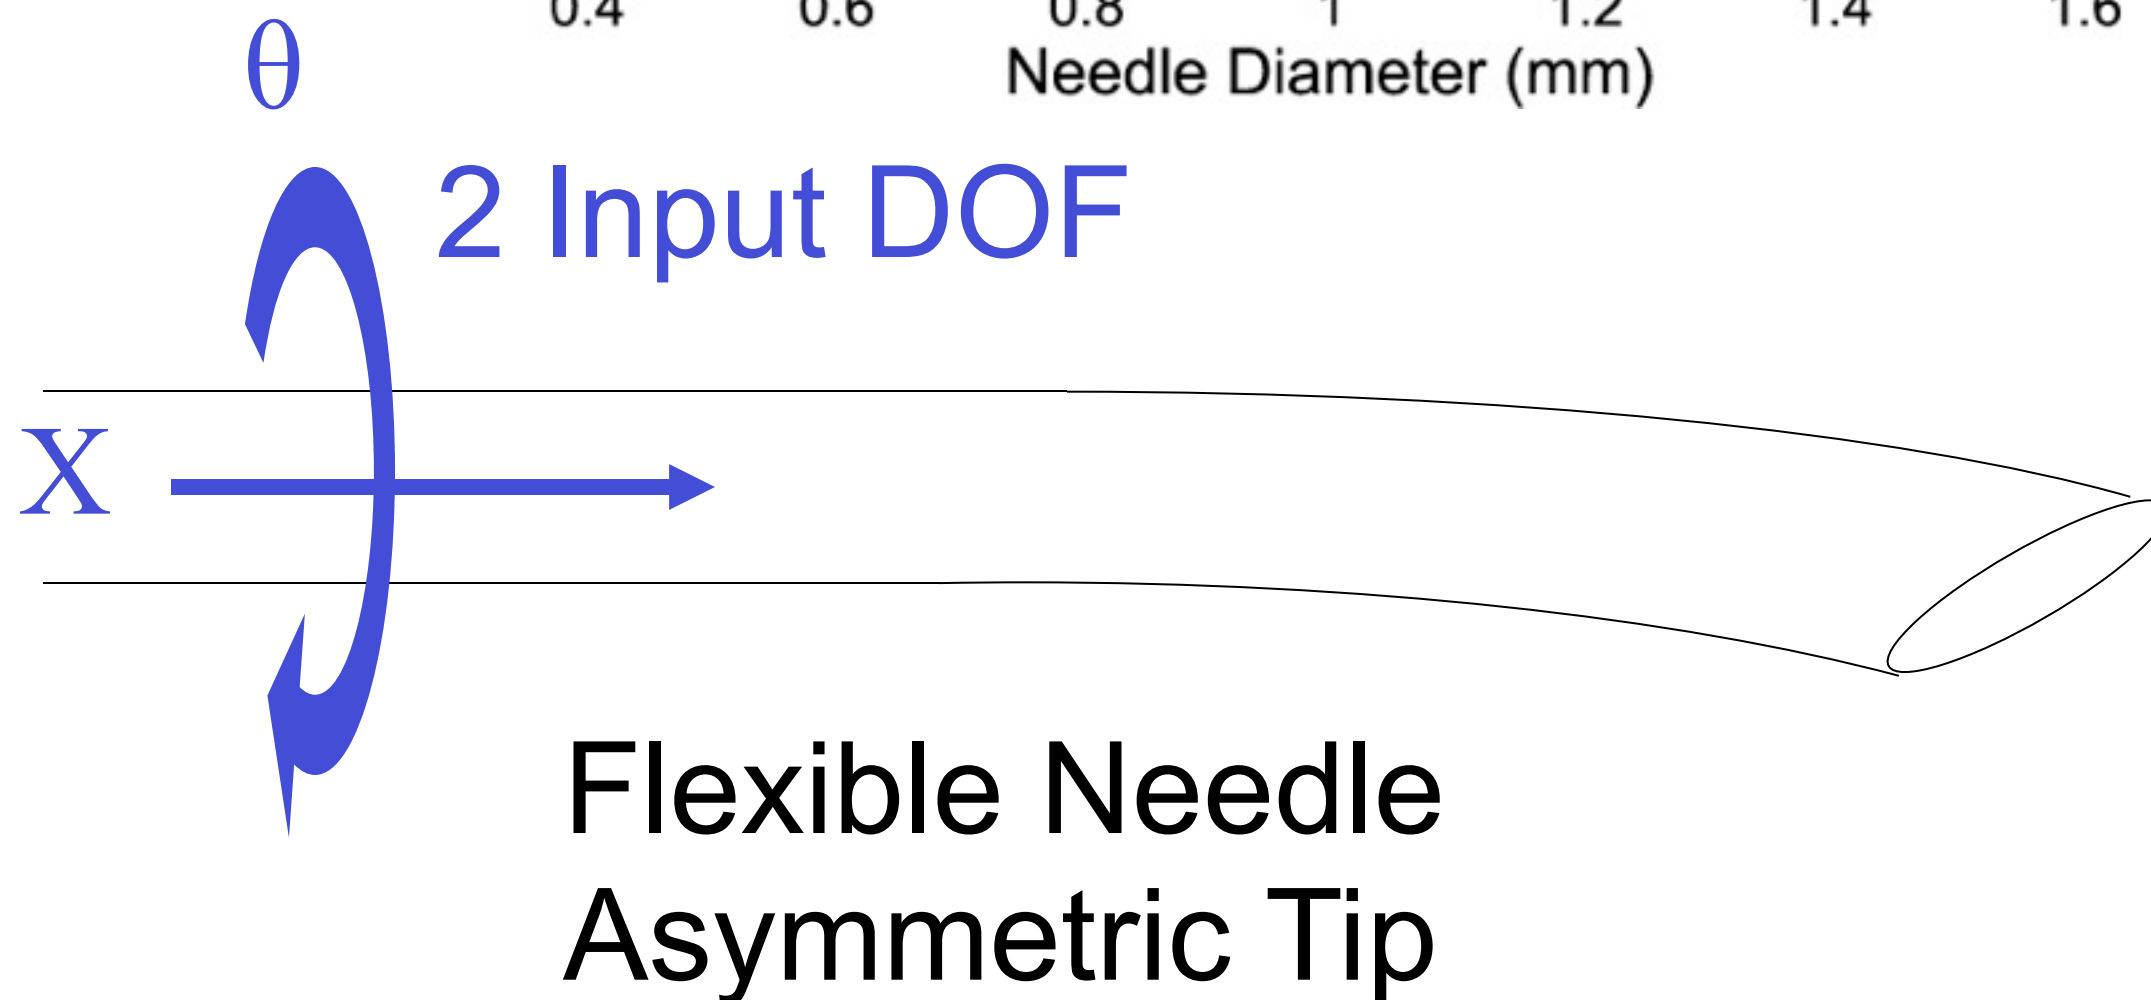 0.4 0.6 0.8 1 1.2 1.4 1.6
Needle Diameter (mm)
θ
2 Input DOF
X
Flexible Needle
Asymmetric Tip